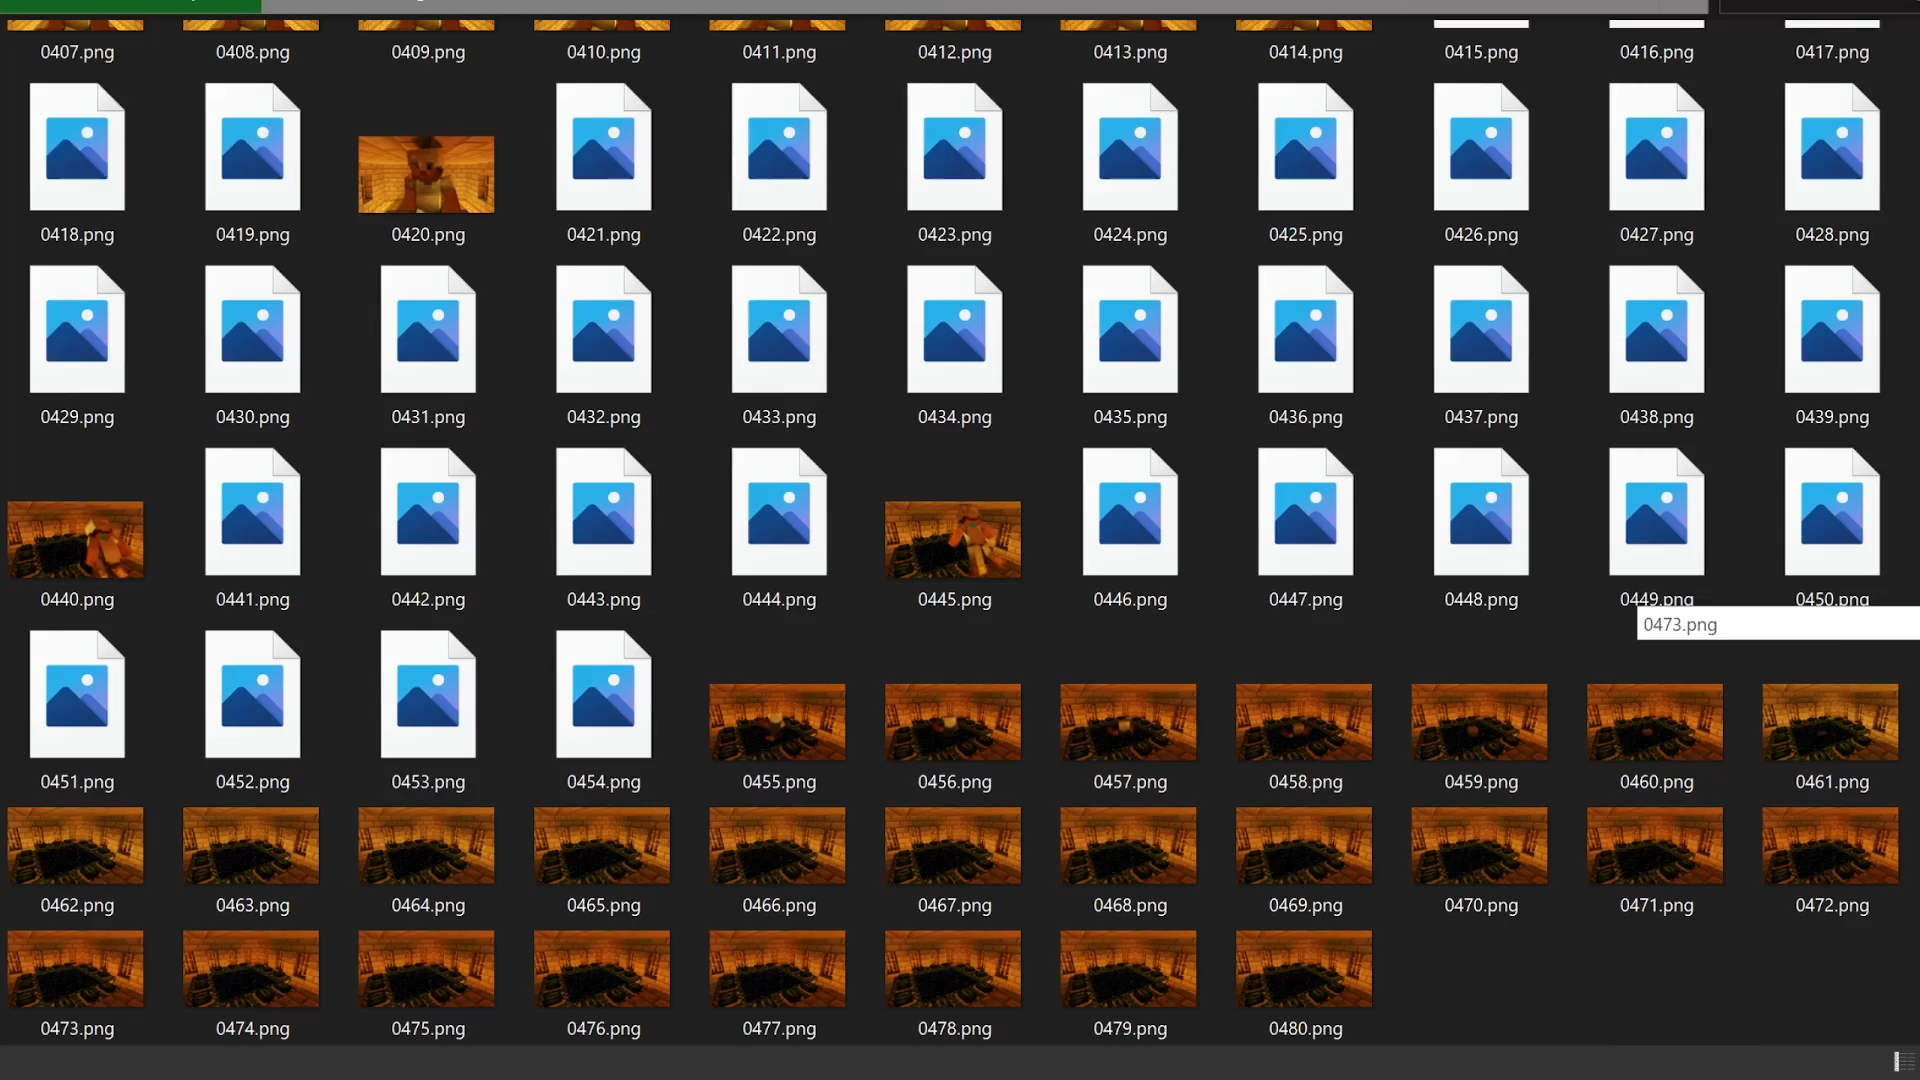 0407.png 0408.png 0409.png 0410.png 0411.png 0412.png 0413.png 0414.png 0415.png 0416.png 0417.png
0418.png 0419.png 0420.png 0421.png 0422.png 0423.png 0424.png 0425.png 0426.png 0427.png 0428.png
0429.png 0430.png 0431.png 0432.png 0433.png 0434.png 0435.png 0436.png 0437.png 0438.png 0439.png
0440.png 0441.png 0442.png 0443.png 0444.png 0445.png 0446.png 0447.png 0448.png 0449.png 0450.png
0473.png
0451.png 0452.png 0453.png 0454.png 0455.png 0456.png 0457.png 0458.png 0459.png 0460.png 0461.png
0462.png 0463.png 0464.png 0465.png 0466.png 0467.png 0468.png 0469.png 0470.png 0471.png 0472.png
0473.png 0474.png 0475.png 0476.png 0477.png 0478.png 0479.png 0480.png